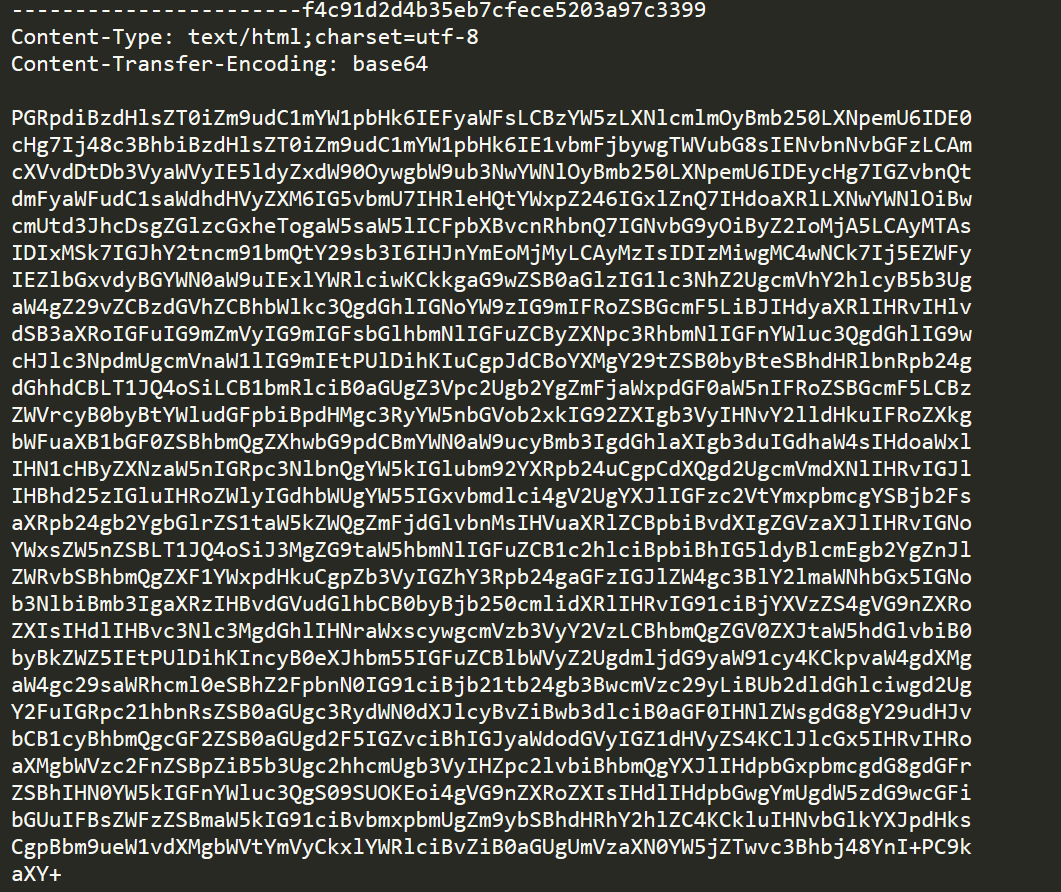 -----------------------f4c91d2d4b35eb7cfece5203a97c3399
Content-Type: text/html;charset=utf-8
Content-Transfer-Encoding: base64
PGRpdiBzdHlsZT0iZm9udC1mYW1pbHk6IEFyaWFsLCBzYW5zLXNlcmlmOyBmb250LXNpemU6IDE0
cHg7Ij48c3BhbiBzdHlsZT0iZm9udC1mYW1pbHk6IE1vbmFjbywgTWVubG8sIENvbnNvbGFzLCAm
cXVvdDtDb3VyaWVyIE5ldyZxdW90OywgbW9ub3NwYWNlOyBmb250LXNpemU6IDEycHg7IGZvbnQt
dmFyaWFudC1saWdhdHVyZXM6IG5vbmU7IHRleHQtYWxpZ246IGxlZnQ7IHdoaXRlLXNwYWNlOiBw
cmUtd3JhcDsgZGlzcGxheTogaW5saW5lICFpbXBvcnRhbnQ7IGNvbG9yOiByZ2IoMjA5LCAyMTAs
IDIxMSk7IGJhY2tncm91bmQtY29sb3I6IHJnYmEoMjMyLCAyMzIsIDIzMiwgMC4wNCk7Ij5EZWFy
IEZlbGxvdyBGYWN0aW9uIExlYWRlciwKCkkgaG9wZSB0aGlzIG1lc3NhZ2UgcmVhY2hlcyB5b3Ug
aW4gZ29vZCBzdGVhZCBhbWlkc3QgdGhlIGNoYW9zIG9mIFRoZSBGcmF5LiBJIHdyaXRlIHRvIHlv
dSB3aXRoIGFuIG9mZmVyIG9mIGFsbGlhbmNlIGFuZCByZXNpc3RhbmNlIGFnYWluc3QgdGhlIG9w
cHJlc3NpdmUgcmVnaW1lIG9mIEtPUlDihKIuCgpJdCBoYXMgY29tZSB0byBteSBhdHRlbnRpb24g
dGhhdCBLT1JQ4oSiLCB1bmRlciB0aGUgZ3Vpc2Ugb2YgZmFjaWxpdGF0aW5nIFRoZSBGcmF5LCBz
ZWVrcyB0byBtYWludGFpbiBpdHMgc3RyYW5nbGVob2xkIG92ZXIgb3VyIHNvY2lldHkuIFRoZXkg
bWFuaXB1bGF0ZSBhbmQgZXhwbG9pdCBmYWN0aW9ucyBmb3IgdGhlaXIgb3duIGdhaW4sIHdoaWxl
IHN1cHByZXNzaW5nIGRpc3NlbnQgYW5kIGlubm92YXRpb24uCgpCdXQgd2UgcmVmdXNlIHRvIGJl
IHBhd25zIGluIHRoZWlyIGdhbWUgYW55IGxvbmdlci4gV2UgYXJlIGFzc2VtYmxpbmcgYSBjb2Fs
aXRpb24gb2YgbGlrZS1taW5kZWQgZmFjdGlvbnMsIHVuaXRlZCBpbiBvdXIgZGVzaXJlIHRvIGNo
YWxsZW5nZSBLT1JQ4oSiJ3MgZG9taW5hbmNlIGFuZCB1c2hlciBpbiBhIG5ldyBlcmEgb2YgZnJl
ZWRvbSBhbmQgZXF1YWxpdHkuCgpZb3VyIGZhY3Rpb24gaGFzIGJlZW4gc3BlY2lmaWNhbGx5IGNo
b3NlbiBmb3IgaXRzIHBvdGVudGlhbCB0byBjb250cmlidXRlIHRvIG91ciBjYXVzZS4gVG9nZXRo
ZXIsIHdlIHBvc3Nlc3MgdGhlIHNraWxscywgcmVzb3VyY2VzLCBhbmQgZGV0ZXJtaW5hdGlvbiB0
byBkZWZ5IEtPUlDihKIncyB0eXJhbm55IGFuZCBlbWVyZ2UgdmljdG9yaW91cy4KCkpvaW4gdXMg
aW4gc29saWRhcml0eSBhZ2FpbnN0IG91ciBjb21tb24gb3BwcmVzc29yLiBUb2dldGhlciwgd2Ug
Y2FuIGRpc21hbnRsZSB0aGUgc3RydWN0dXJlcyBvZiBwb3dlciB0aGF0IHNlZWsgdG8gY29udHJv
bCB1cyBhbmQgcGF2ZSB0aGUgd2F5IGZvciBhIGJyaWdodGVyIGZ1dHVyZS4KClJlcGx5IHRvIHRo
aXMgbWVzc2FnZSBpZiB5b3Ugc2hhcmUgb3VyIHZpc2lvbiBhbmQgYXJlIHdpbGxpbmcgdG8gdGFr
ZSBhIHN0YW5kIGFnYWluc3QgS09SUOKEoi4gVG9nZXRoZXIsIHdlIHdpbGwgYmUgdW5zdG9wcGFi
bGUuIFBsZWFzZSBmaW5kIG91ciBvbmxpbmUgZm9ybSBhdHRhY2hlZC4KCkluIHNvbGlkYXJpdHks
CgpBbm9ueW1vdXMgbWVtYmVyCkxlYWRlciBvZiB0aGUgUmVzaXN0YW5jZTwvc3Bhbj48YnI+PC9k
aXY+